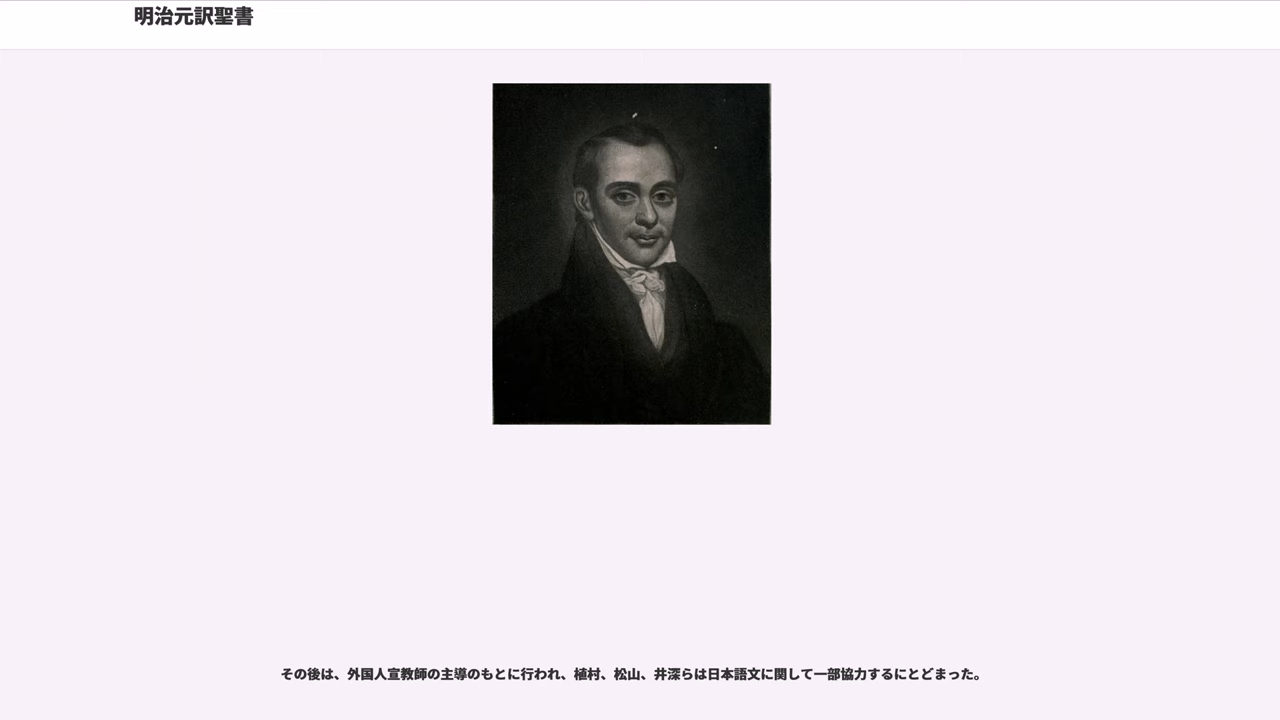 明治元訳聖書
その後は、外国人宣教師の主導のもとに行われ、植村、松山、井深らは日本語文に関して一部協力するにとどまった。